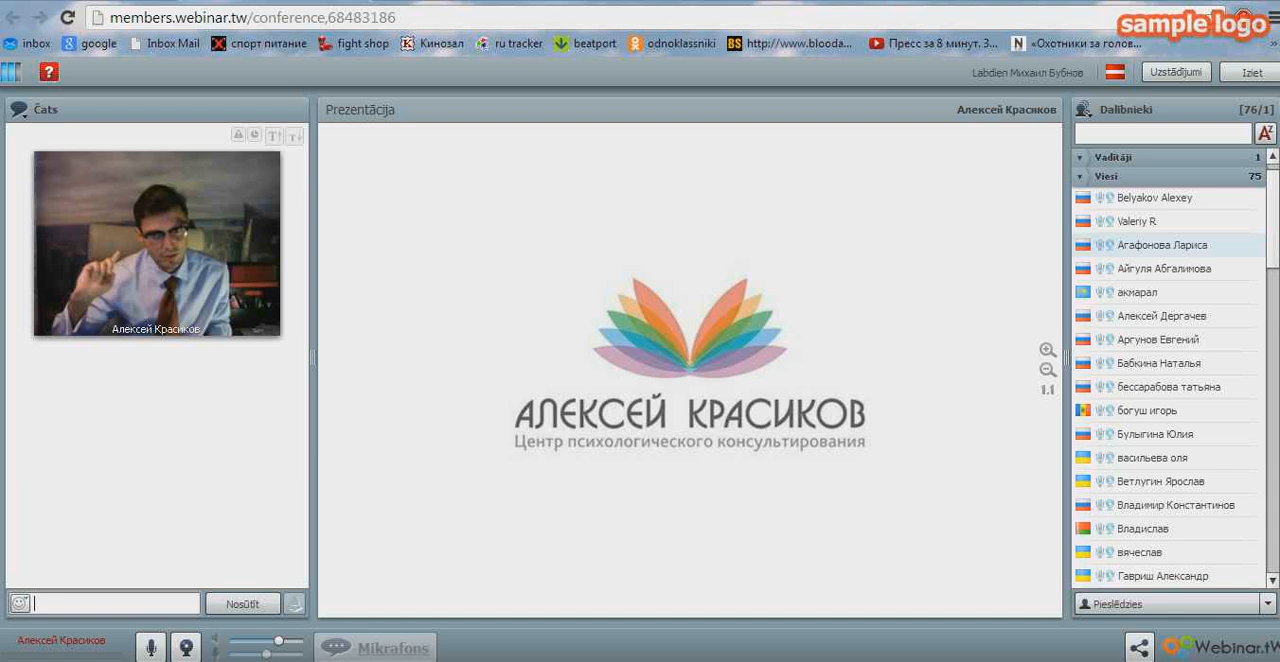 members.webinar.tw/conference,68483186
sample logo
inbox google Inbox Mail спорт питание fight shop Кинозал ru tracker beatport odnoklassniki http://www.blooda... Пресс за 8 минут. 3... «Охотники за голов...
Labdien Михаил Бубнов Uzstādījumi Iziet
Čats
Prezentācija Алексей Красиков
Dalībnieki [76/1]
Vadītāji 1
Viesi 75
Belyakov Alexey
Valeriy R
Агафонова Лариса
Айгуля Абгалимова
акмарал
Алексей Дергачев
Аргунов Евгений
Бабкина Наталья
бессарабова татьяна
богуш игорь
Булыгина Юлия
васильева оля
Ветлугин Ярослав
Владимир Константинов
Владислав
вячеслав
Гавриш Александр
Pieslēdzies
Алексей Красиков
АЛЕКСЕЙ КРАСИКОВ
Центр психологического консультирования
1:1
Nosūtīt
Алексей Красиков
Mikrafons
Webinar.tw